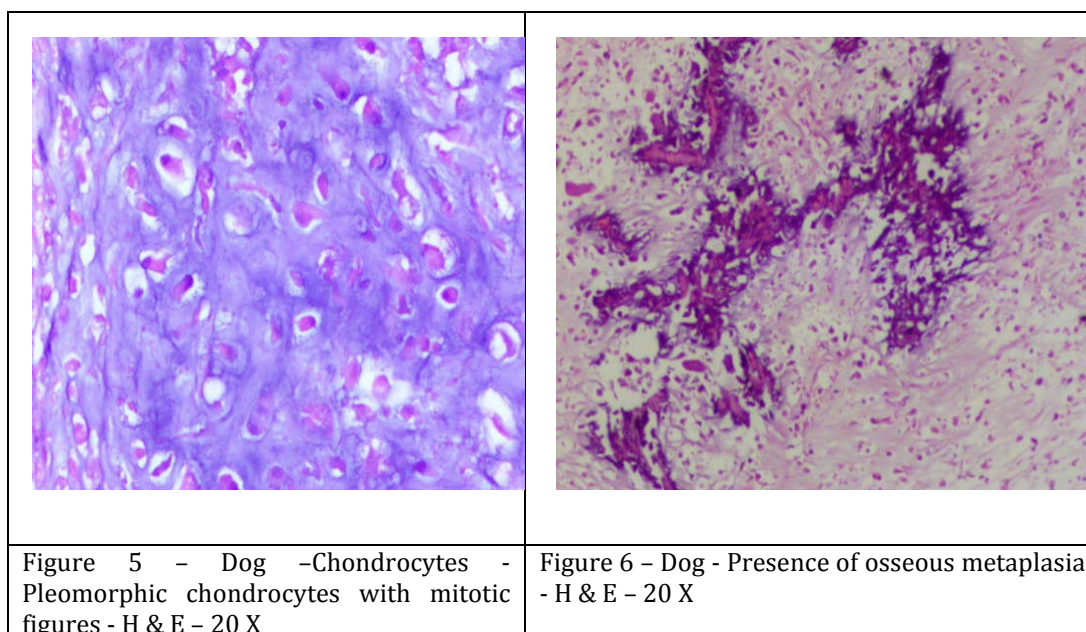 Figure 5 – Dog –Chondrocytes -
Pleomorphic chondrocytes with mitotic
figures - H & E – 20 X
Figure 6 – Dog - Presence of osseous metaplasia
- H & E – 20 X